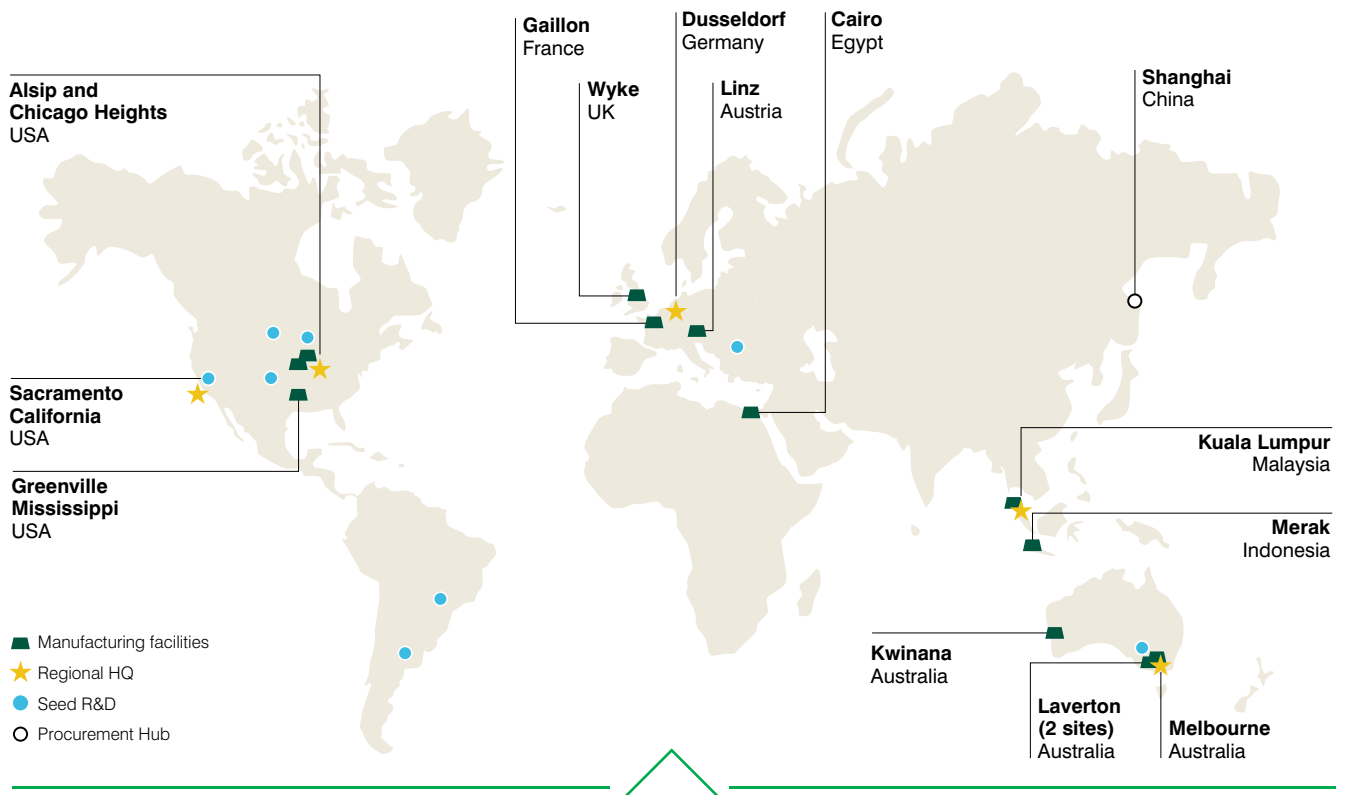 Gaillon
France
Dusseldorf
Germany
Cairo
Egypt
Alsip and
Chicago Heights
USA
Wyke
UK
Linz
Austria
Shanghai
China
Sacramento
California
USA
Greenville
Mississippi
USA
Kuala Lumpur
Malaysia
Merak
Indonesia
Kwinana
Australia
Laverton
(2 sites)
Australia
Melbourne
Australia
Manufacturing facilities
Regional HQ
Seed R&D
Procurement Hub